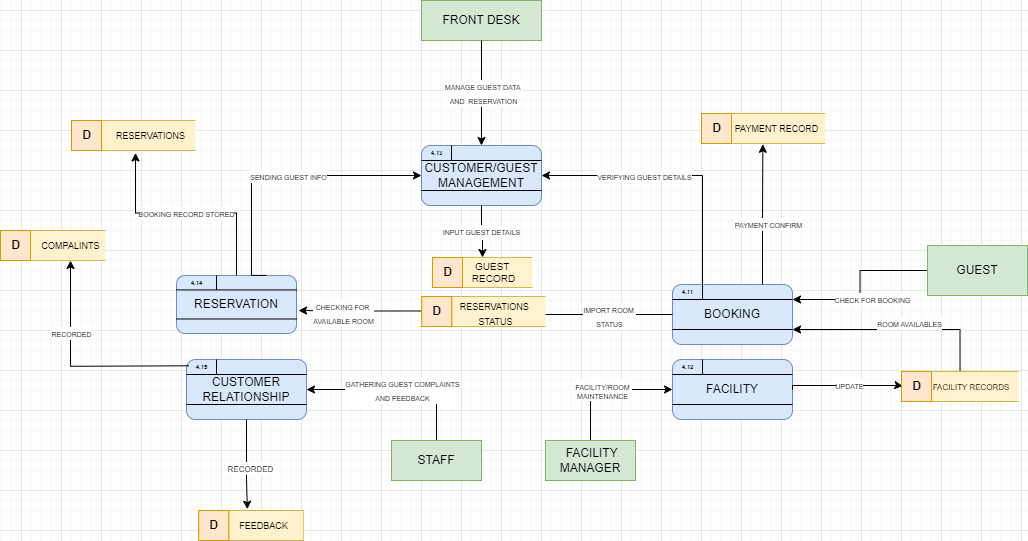 FRONT DESK
MANAGE GUEST DATA
AND RESERVATION
D
RESERVATIONS
D
PAYMENT RECORD
4.13
CUSTOMER/GUEST
MANAGEMENT
SENDING GUEST INFO
VERIFYING GUEST DETAILS
BOOKING RECORD STORED
INPUT GUEST DETAILS
PAYMENT CONFIRM
D
COMPALINTS
D
GUEST
RECORD
GUEST
4.14
RESERVATION
CHECKING FOR
AVAILABLE ROOM
D
RESERVATIONS
STATUS
IMPORT ROOM
STATUS
4.11
BOOKING
CHECK FOR BOOKING
ROOM AVAILABLES
RECORDED
4.15
CUSTOMER
RELATIONSHIP
GATHERING GUEST COMPLAINTS
AND FEEDBACK
FACILITY/ROOM
MAINTENANCE
4.12
FACILITY
UPDATE
D
FACILITY RECORDS
STAFF
FACILITY
MANAGER
RECORDED
D
FEEDBACK